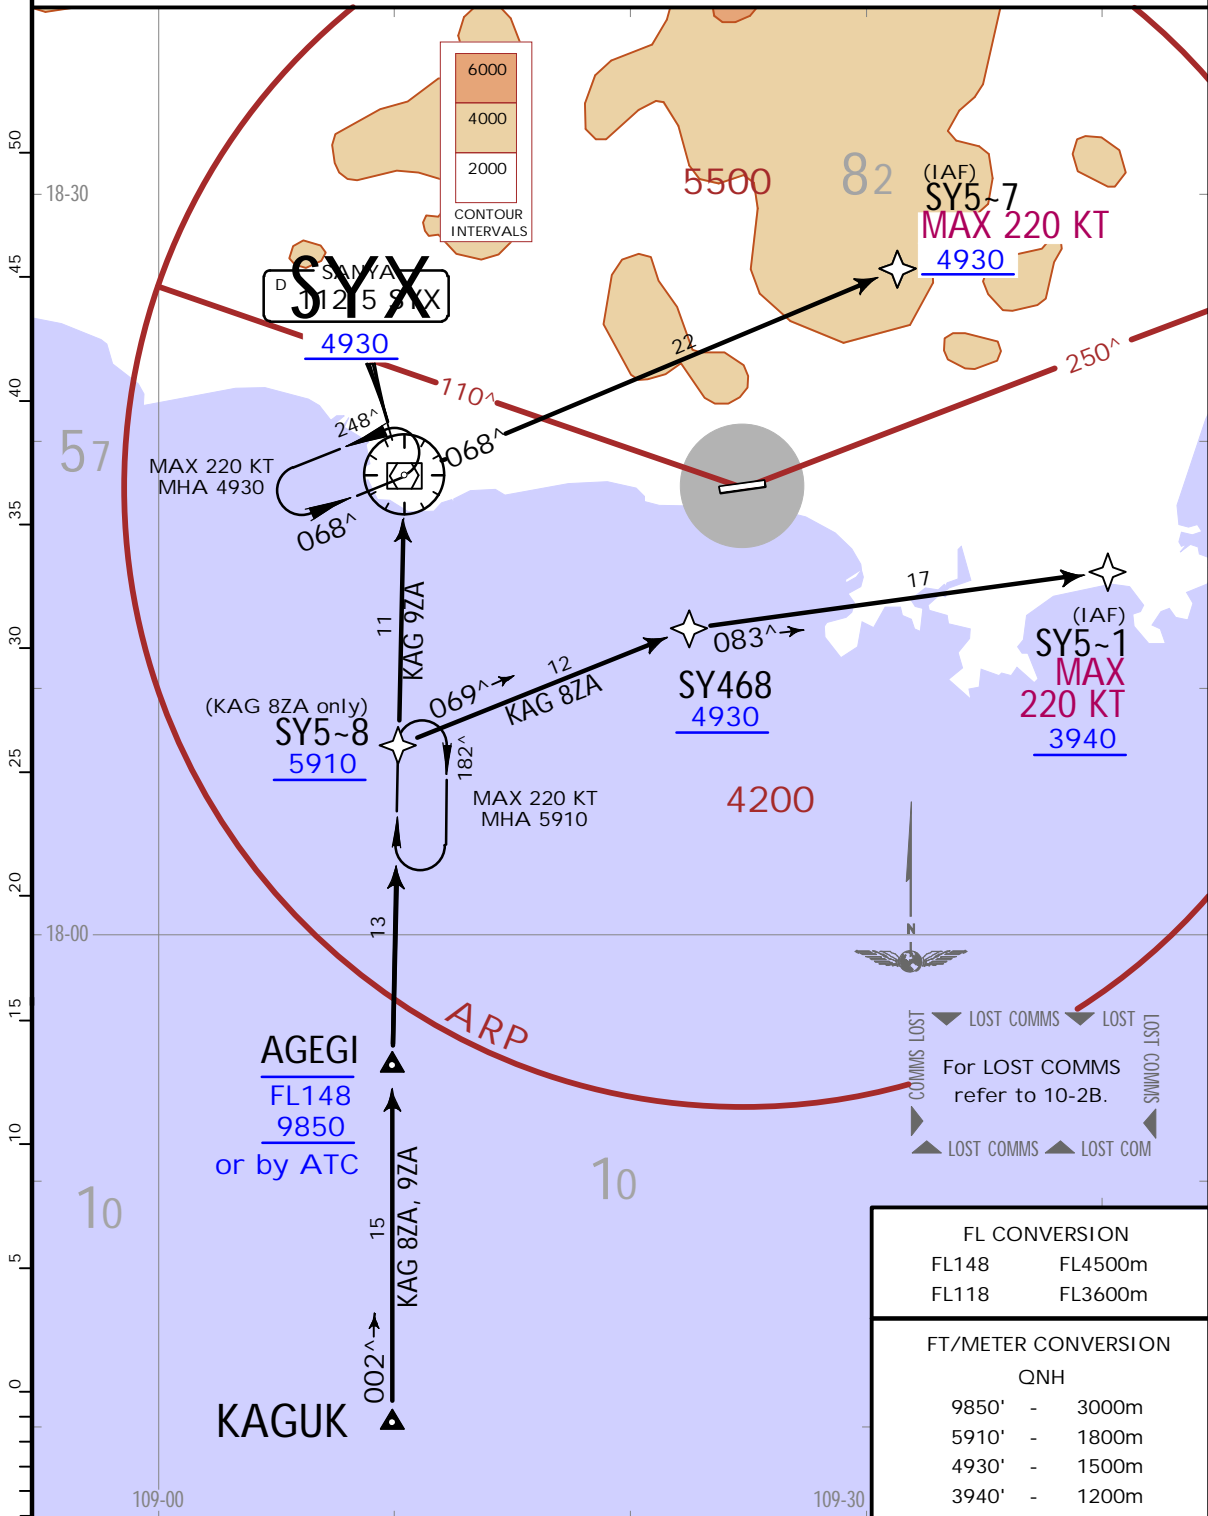 6000
4000
2000
CONTOUR
INTERVALS
5500
82
(IAF)
SY5~7
MAX 220 KT
4930
50
18-30
45
SANYA
D
112.5 SYX
SYX
4930
40
110^
250^
22
248^
068^
57
MAX 220 KT
MHA 4930
068^
35
17
11
KAG 9ZA
083^
(IAF)
SY5~1
MAX
220 KT
3940
30
12
069^
KAG 8ZA
SY468
4930
(KAG 8ZA only)
SY5~8
5910
182^
25
MAX 220 KT
MHA 5910
4200
20
13
18-00
N
15
ARP
AGEGI
FL148
9850
or by ATC
LOST COMMS
LOST
COMMS LOST
LOST COMMS
For LOST COMMS
refer to 10-2B.
LOST COMMS
LOST COM
10
10
10
15
KAG 8ZA, 9ZA
5
FL CONVERSION
FL148 FL4500m
FL118 FL3600m
002^
0
KAGUK
FT/METER CONVERSION
QNH
9850' - 3000m
5910' - 1800m
4930' - 1500m
3940' - 1200m
109-00
109-30